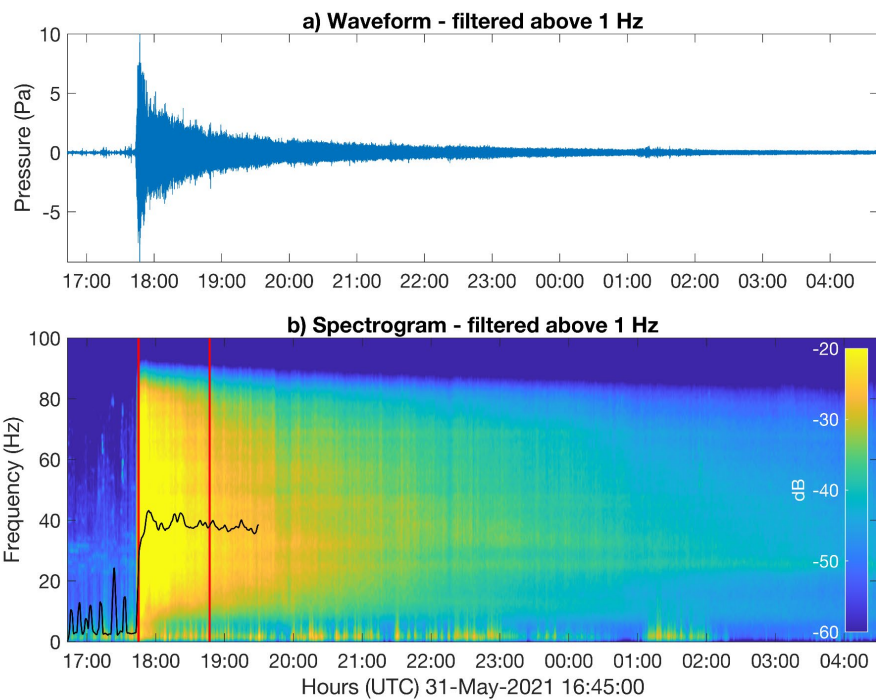 a) Waveform - filtered above 1 Hz
10
5
0
-5
Pressure (Pa)
17:00 18:00 19:00 20:00 21:00 22:00 23:00 00:00 01:00 02:00 03:00 04:00
b) Spectrogram - filtered above 1 Hz
100
80
60
40
20
0
Frequency (Hz)
-20
-30
-40
-50
-60
dB
17:00 18:00 19:00 20:00 21:00 22:00 23:00 00:00 01:00 02:00 03:00 04:00
Hours (UTC) 31-May-2021 16:45:00